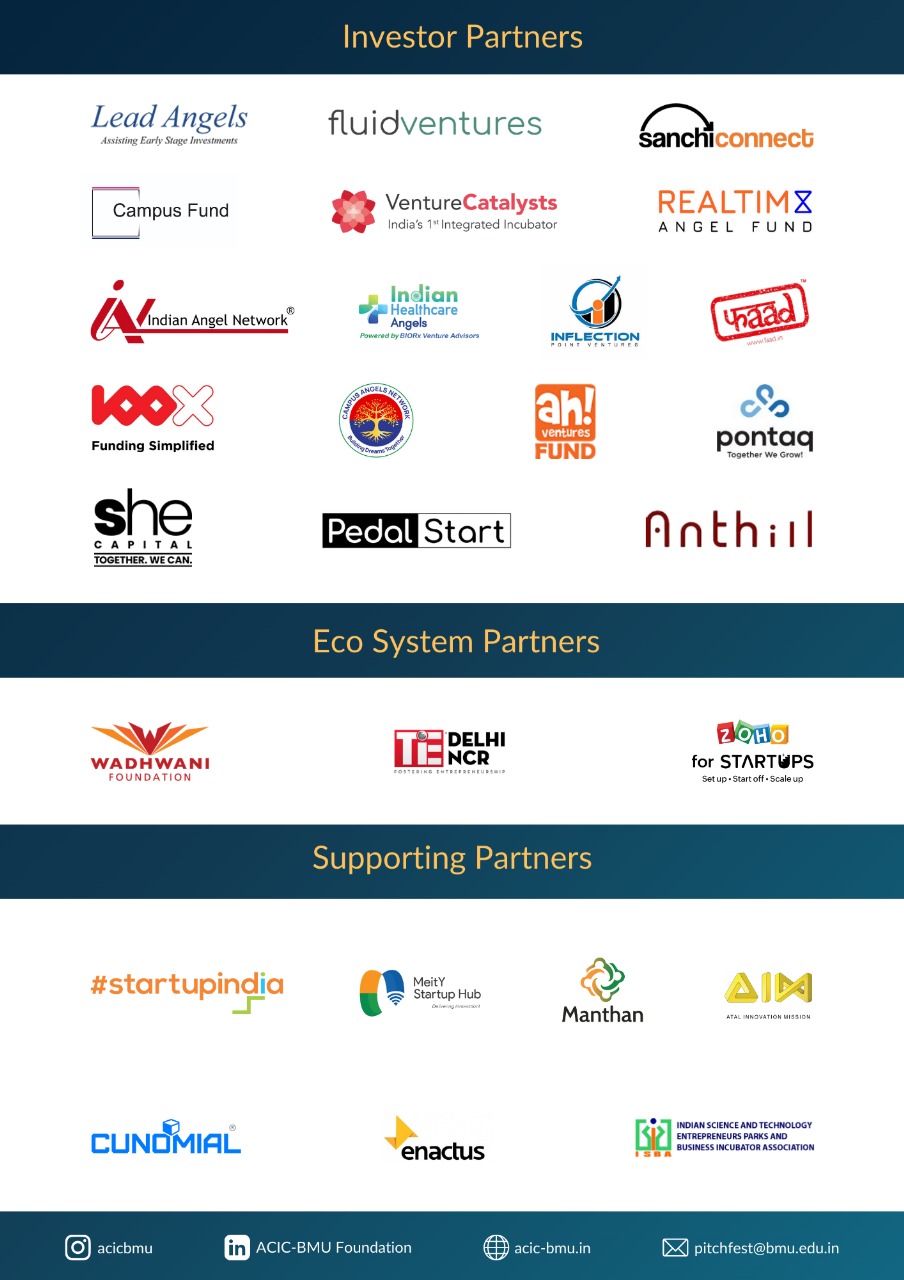 Investor Partners
Lead Angels
Assisting Early Stage Investments
fluidventures
sanchiconnect
Campus Fund
VentureCatalysts
India's 1st Integrated Incubator
REALTIMX
ANGEL FUND
Indian Angel Network®
Indian
Healthcare
Angels
Powered by BIORx Venture Advisors
INFLECTION
POINT VENTURES
फाāड™
www.faad.in
100X
Funding Simplified
CAMPUS ANGELS NETWORK
Building Dreams Together
ah!
ventures
FUND
pontaq
Together We Grow!
she
CAPITAL
TOGETHER. WE CAN.
Pedal Start
Anthill
Eco System Partners
WADHWANI
FOUNDATION
TiE DELHI
NCR
FOSTERING ENTREPRENEURSHIP
ZOHO
for STARTUPS
Set up • Start off • Scale up
Supporting Partners
#startupindia
MeitY
Startup Hub
Delivering Innovation!
Manthan
AIM
ATAL INNOVATION MISSION
CUNOMIAL®
enactus
ISBA
INDIAN SCIENCE AND TECHNOLOGY
ENTREPRENEURS PARKS AND
BUSINESS INCUBATOR ASSOCIATION
acicbmu
in ACIC-BMU Foundation
acic-bmu.in
pitchfest@bmu.edu.in